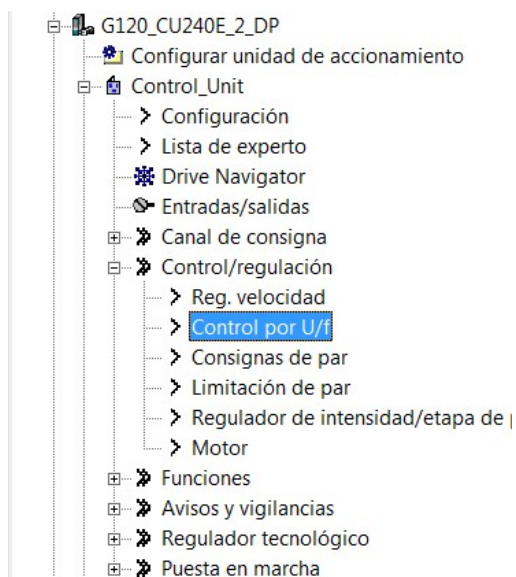 G120_CU240E_2_DP
Configurar unidad de accionamiento
Control_Unit
Configuración
Lista de experto
Drive Navigator
Entradas/salidas
Canal de consigna
Control/regulación
Reg. velocidad
Control por U/f
Consignas de par
Limitación de par
Regulador de intensidad/etapa de
Motor
Funciones
Avisos y vigilancias
Regulador tecnológico
Puesta en marcha